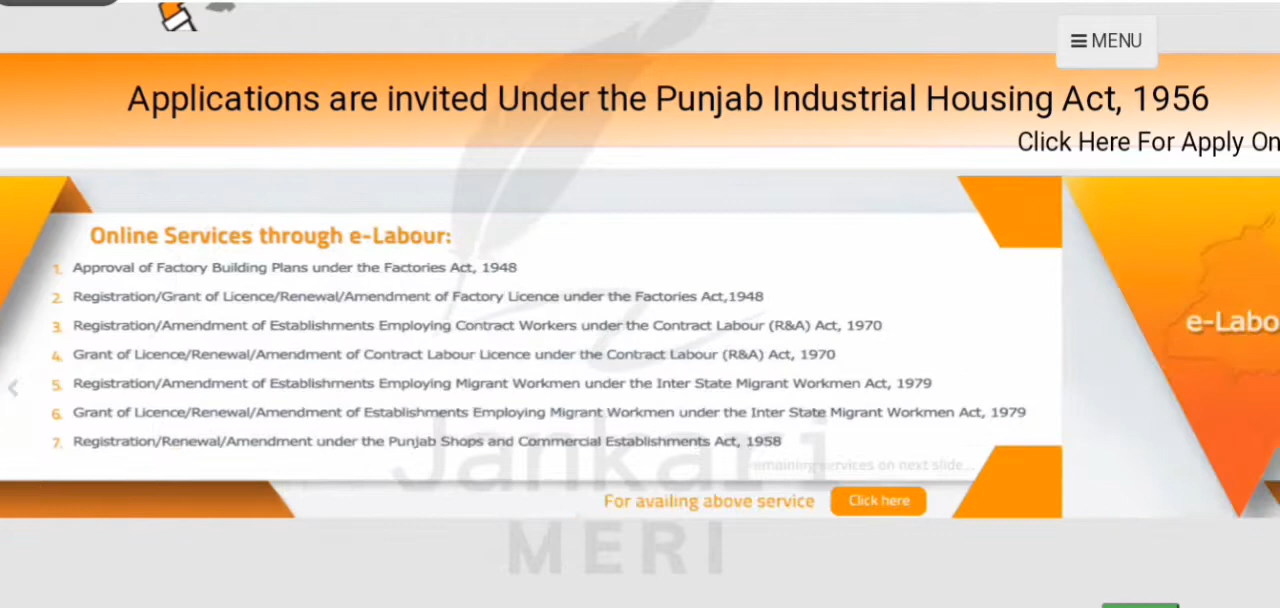 MENU
Applications are invited Under the Punjab Industrial Housing Act, 1956
Click Here For Apply On
Online Services through e-Labour:
1. Approval of Factory Building Plans under the Factories Act, 1948
2. Registration/Grant of Licence/Renewal/Amendment of Factory Licence under the Factories Act,1948
3. Registration/Amendment of Establishments Employing Contract Workers under the Contract Labour (R&A) Act, 1970
4. Grant of Licence/Renewal/Amendment of Contract Labour Licence under the Contract Labour (R&A) Act, 1970
5. Registration/Amendment of Establishments Employing Migrant Workmen under the Inter State Migrant Workmen Act, 1979
6. Grant of Licence/Renewal/Amendment of Establishments Employing Migrant Workmen under the Inter State Migrant Workmen Act, 1979
7. Registration/Renewal/Amendment under the Punjab Shops and Commercial Establishments Act, 1958
remaining services on next slide...
For availing above service Click here
e-Labo
Jankari
MERI